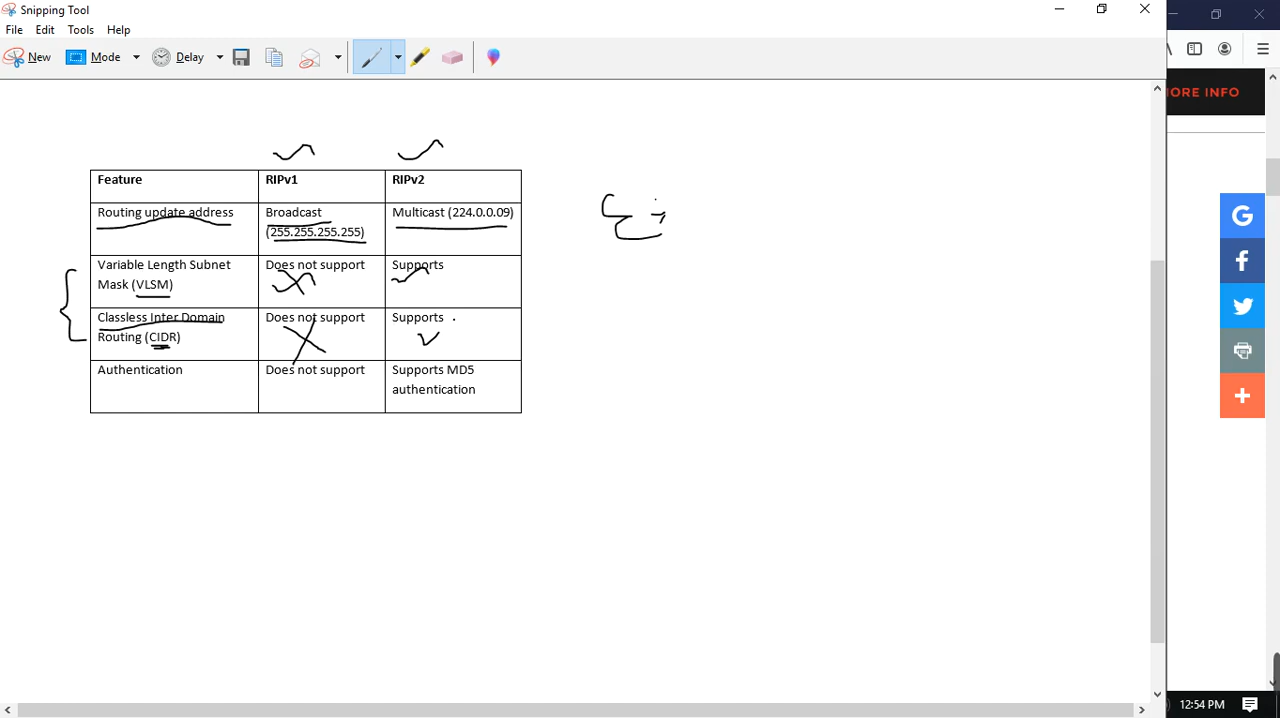 Snipping Tool
File Edit Tools Help
New Mode Delay
MORE INFO
Feature RIPv1 RIPv2
Routing update address Broadcast Multicast (224.0.0.09)
(255.255.255.255)
Variable Length Subnet Does not support Supports
Mask (VLSM)
Classless Inter Domain Does not support Supports
Routing (CIDR)
Authentication Does not support Supports MD5
authentication
12:54 PM